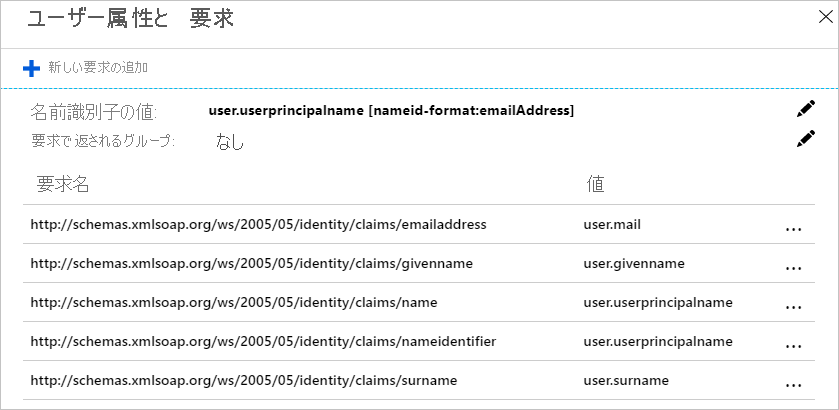 ユーザー属性と 要求
新しい要求の追加
名前識別子の値: user.userprincipalname [nameid-format:emailAddress]
要求で返されるグループ: なし
要求名 値
http://schemas.xmlsoap.org/ws/2005/05/identity/claims/emailaddress user.mail ...
http://schemas.xmlsoap.org/ws/2005/05/identity/claims/givenname user.givenname ...
http://schemas.xmlsoap.org/ws/2005/05/identity/claims/name user.userprincipalname ...
http://schemas.xmlsoap.org/ws/2005/05/identity/claims/nameidentifier user.userprincipalname ...
http://schemas.xmlsoap.org/ws/2005/05/identity/claims/surname user.surname ...